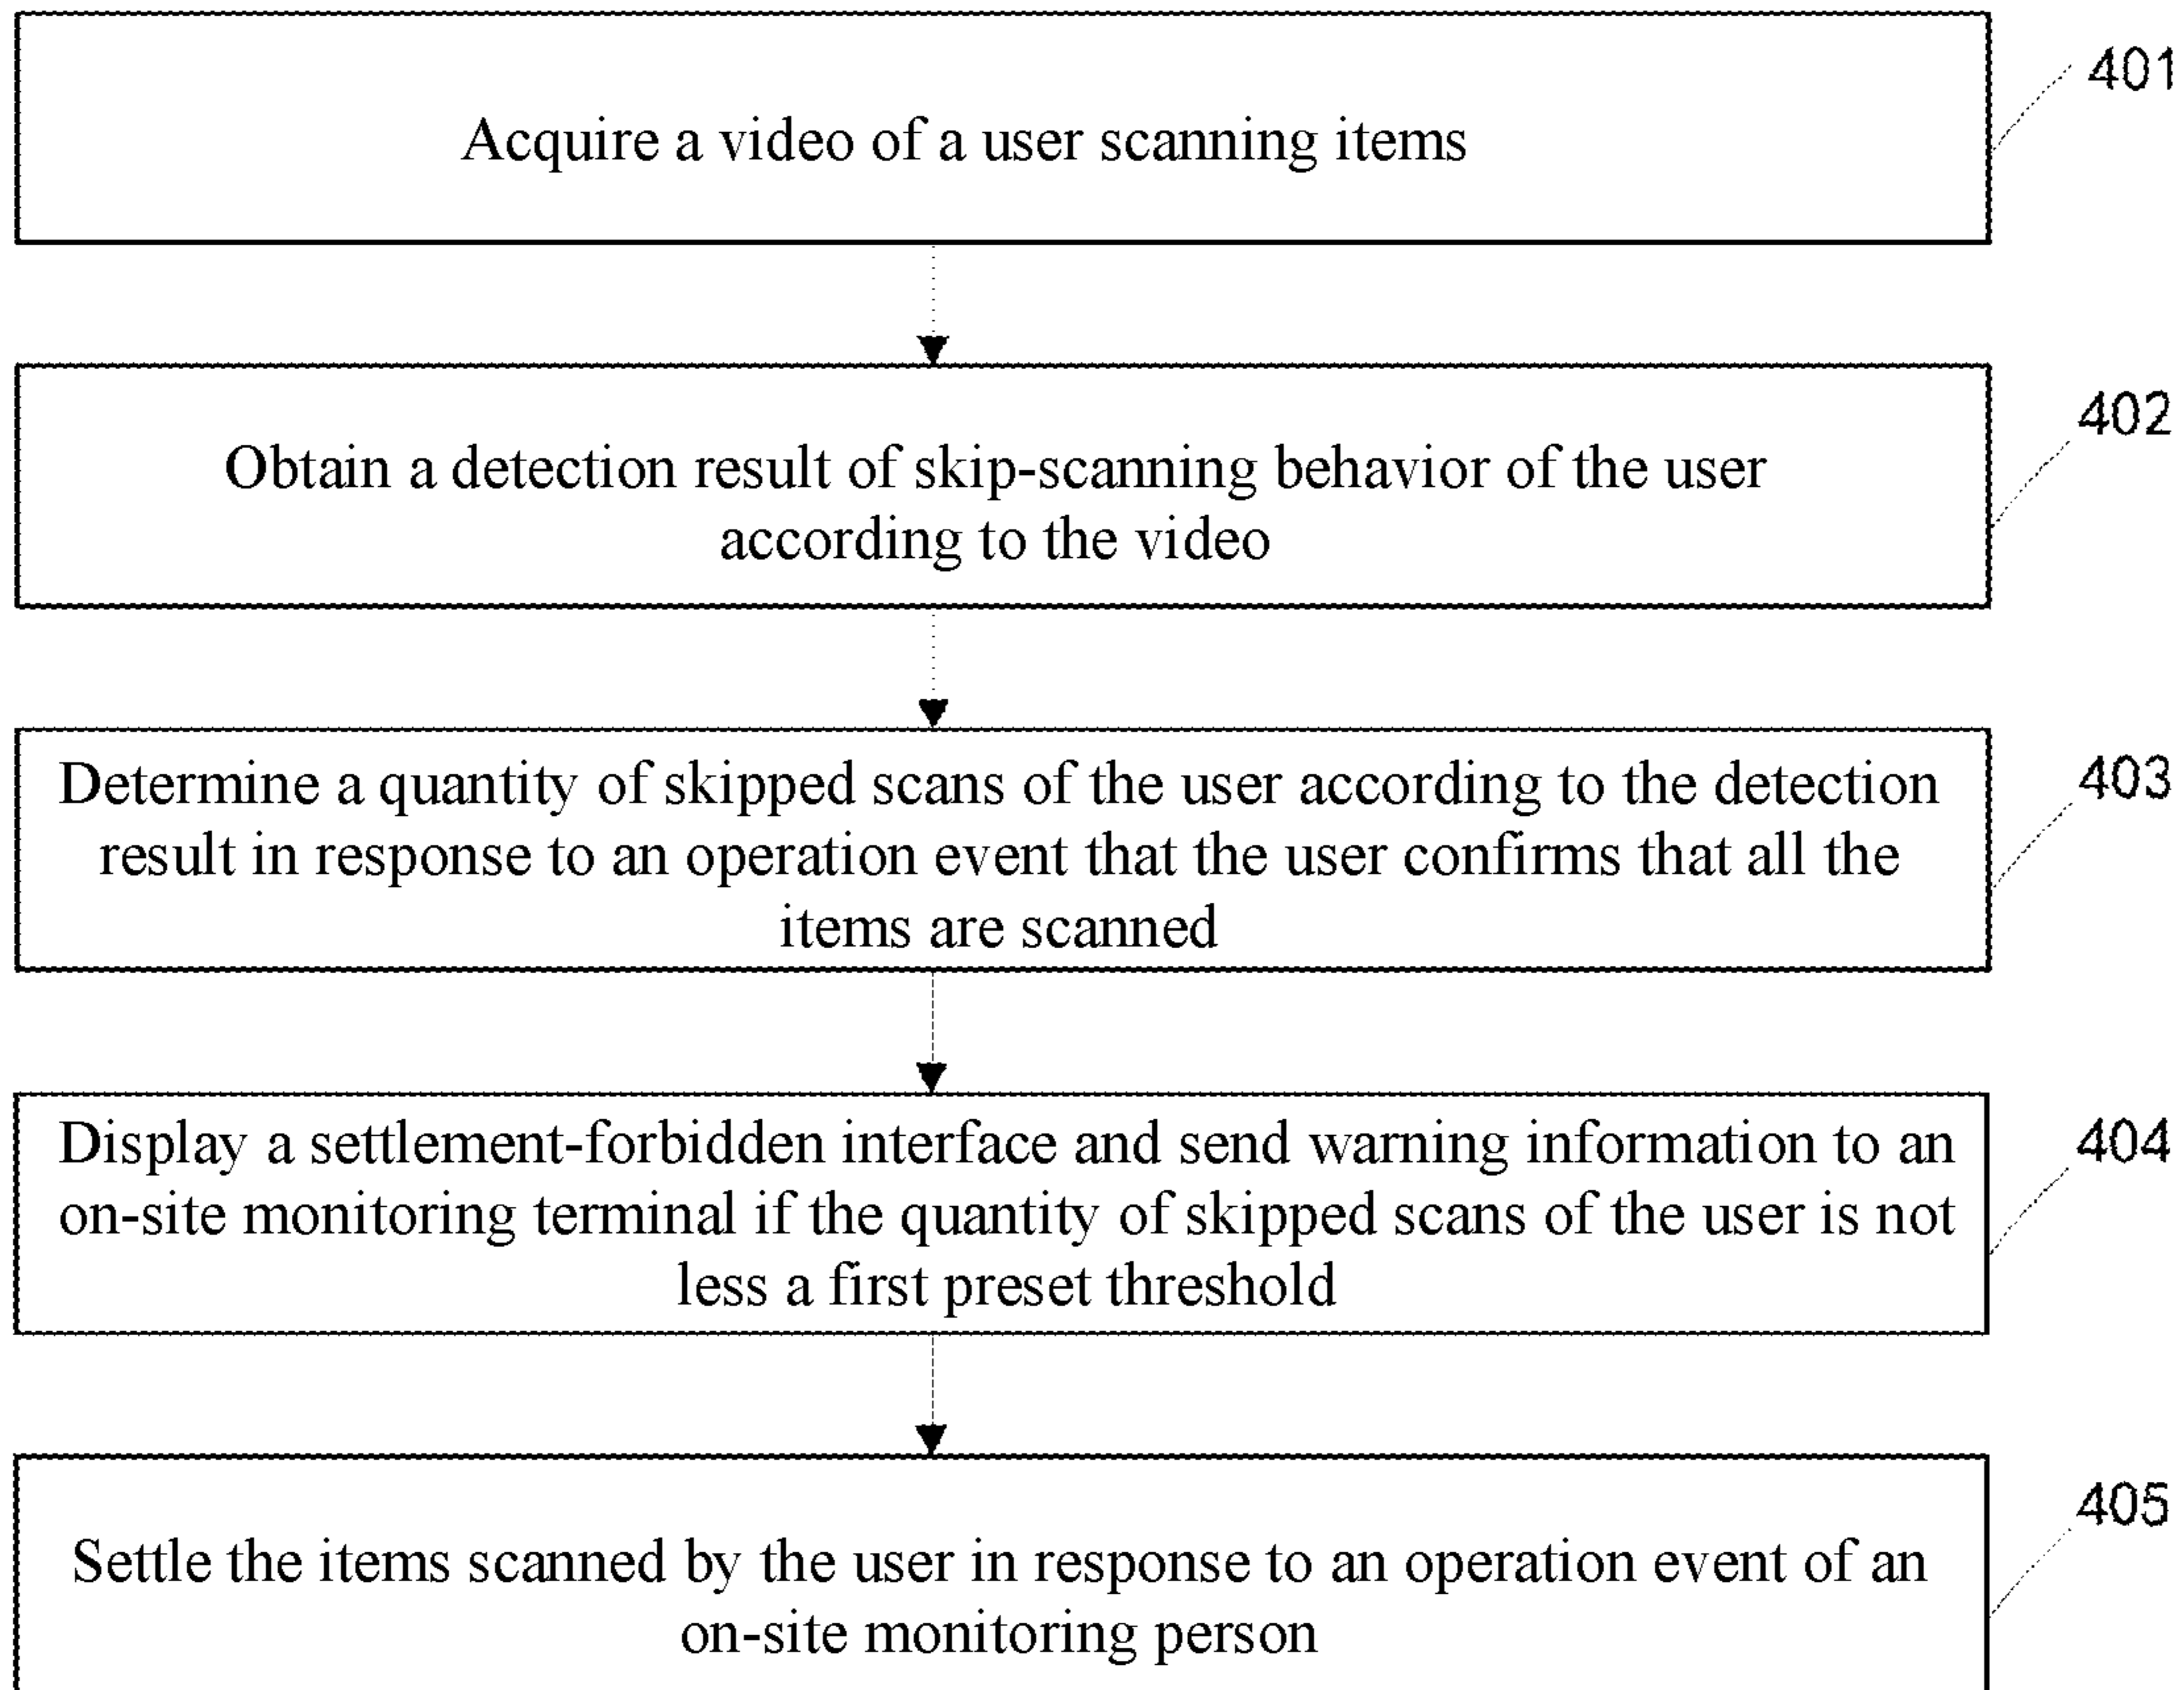 Acquire a video of a user scanning items
401
Obtain a detection result of skip-scanning behavior of the user
according to the video
402
Determine a quantity of skipped scans of the user according to the detection
result in response to an operation event that the user confirms that all the
items are scanned
403
Display a settlement-forbidden interface and send warning information to an
on-site monitoring terminal if the quantity of skipped scans of the user is not
less a first preset threshold
404
Settle the items scanned by the user in response to an operation event of an
on-site monitoring person
405